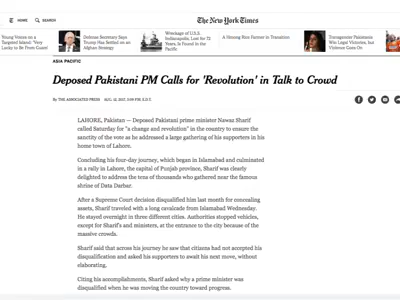 HOME
SEARCH
The New York Times
Young Voices on a
Targeted Island: 'Very
Lucky to Be From Guam'
Defense Secretary Says
Trump Has Settled on an
Afghan Strategy
Wreckage of U.S.S.
Indianapolis, Lost for 72
Years, Is Found in the
Pacific
A Homing Rice Farmer in Transition
Transgender Pakistanis
Win Legal Victories, but
Violence Goes On
ASIA PACIFIC
Deposed Pakistani PM Calls for 'Revolution' in Talk to Crowd
By THE ASSOCIATED PRESS AUG. 12, 2017, 3:09 P.M. E.D.T.
LAHORE, Pakistan — Deposed Pakistani prime minister Nawaz Sharif
called Saturday for "a change and revolution" in the country to ensure the
sanctity of the vote as he addressed a large gathering of his supporters in his
home town of Lahore.
Concluding his four-day journey, which began in Islamabad and culminated
in a rally in Lahore, the capital of Punjab province, Sharif was clearly
delighted to address the tens of thousands who gathered near the famous
shrine of Data Darbar.
After a Supreme Court decision disqualified him last month for concealing
assets, Sharif traveled with a long cavalcade from Islamabad Wednesday.
He stayed overnight in three different cities. Authorities stopped vehicles,
except for Sharif's and ministers, at the entrance to the city because of the
massive crowds.
Sharif said that across his journey he saw that citizens had not accepted his
disqualification and asked his supporters to await his next move, without
elaborating.
Citing his accomplishments, Sharif asked why a prime minister was
disqualified when he was moving the country toward progress.